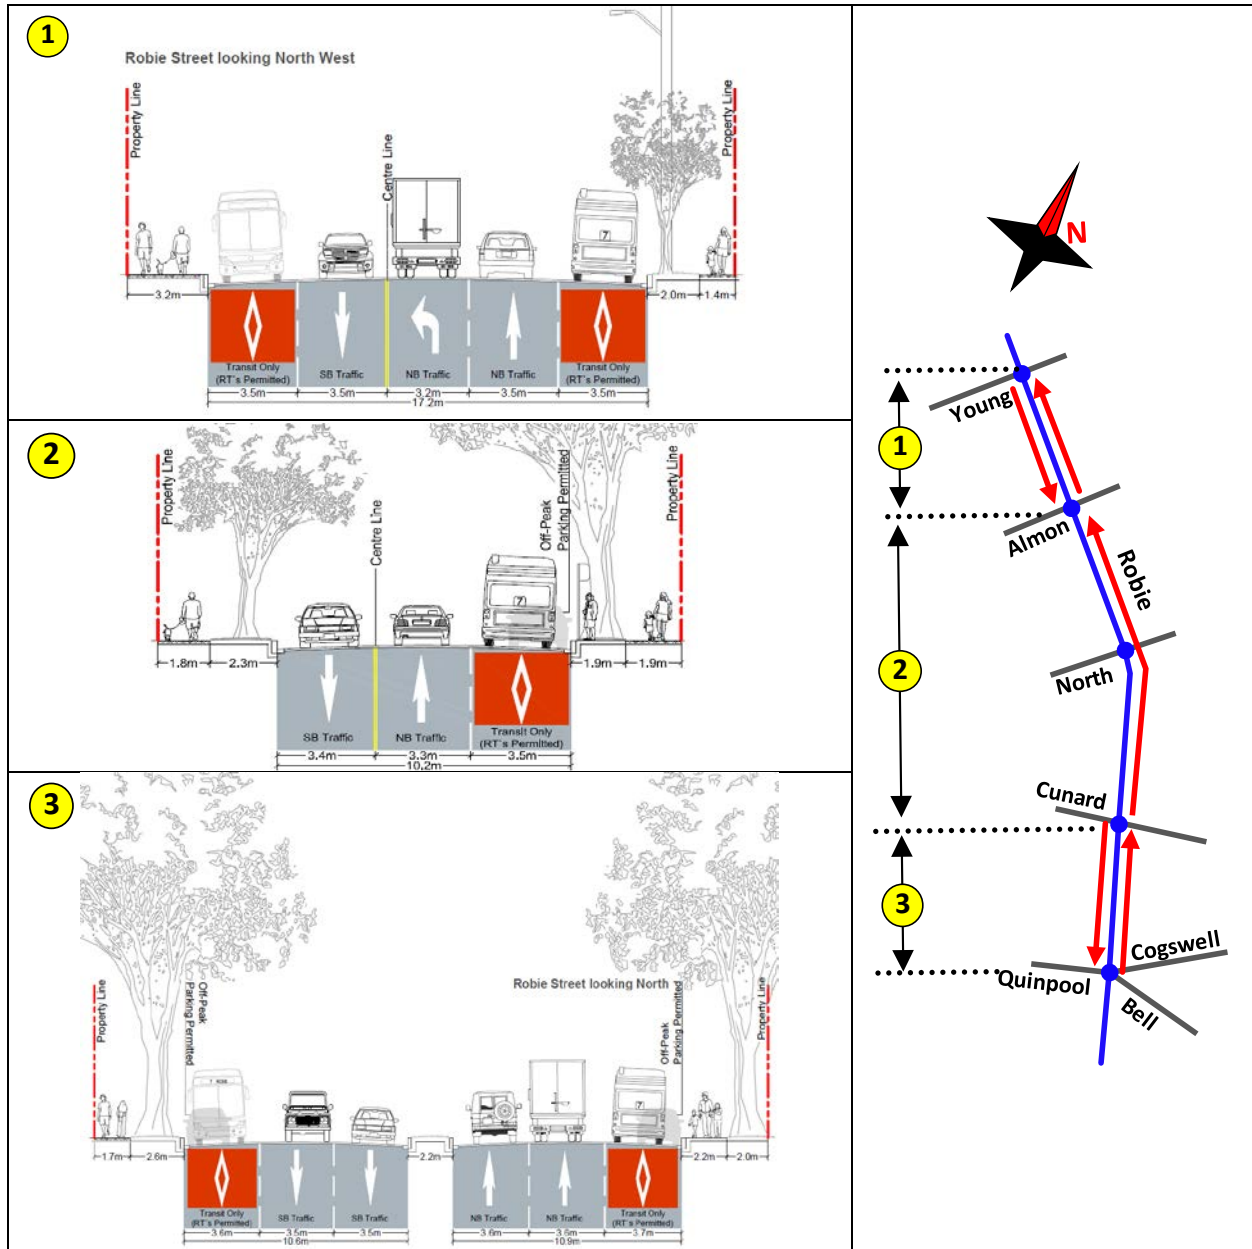 1
Robie Street looking North West
Property Line
Centre Line
Property Line
7
3.2m
2.0m
1.4m
Transit Only
(RT's Permitted)
SB Traffic
NB Traffic
NB Traffic
Transit Only
(RT's Permitted)
3.5m
3.5m
3.2m
3.5m
3.5m
17.2m
2
Property Line
Centre Line
Off-Peak
Parking Permitted
Property Line
7
1.8m
2.3m
1.9m
1.9m
SB Traffic
NB Traffic
Transit Only
(RT's Permitted)
3.4m
3.3m
3.5m
10.2m
3
Robie Street looking North
Property Line
Off-Peak
Parking Permitted
Off-Peak
Parking Permitted
Property Line
1.7m
2.6m
2.2m
2.2m
2.0m
Transit Only
(RT's Permitted)
SB Traffic
SB Traffic
NB Traffic
NB Traffic
Transit Only
(RT's Permitted)
3.6m
3.5m
3.5m
3.6m
3.6m
3.7m
10.6m
10.9m
N
Young
1
Almon
Robie
2
North
Cunard
3
Cogswell
Quinpool
Bell